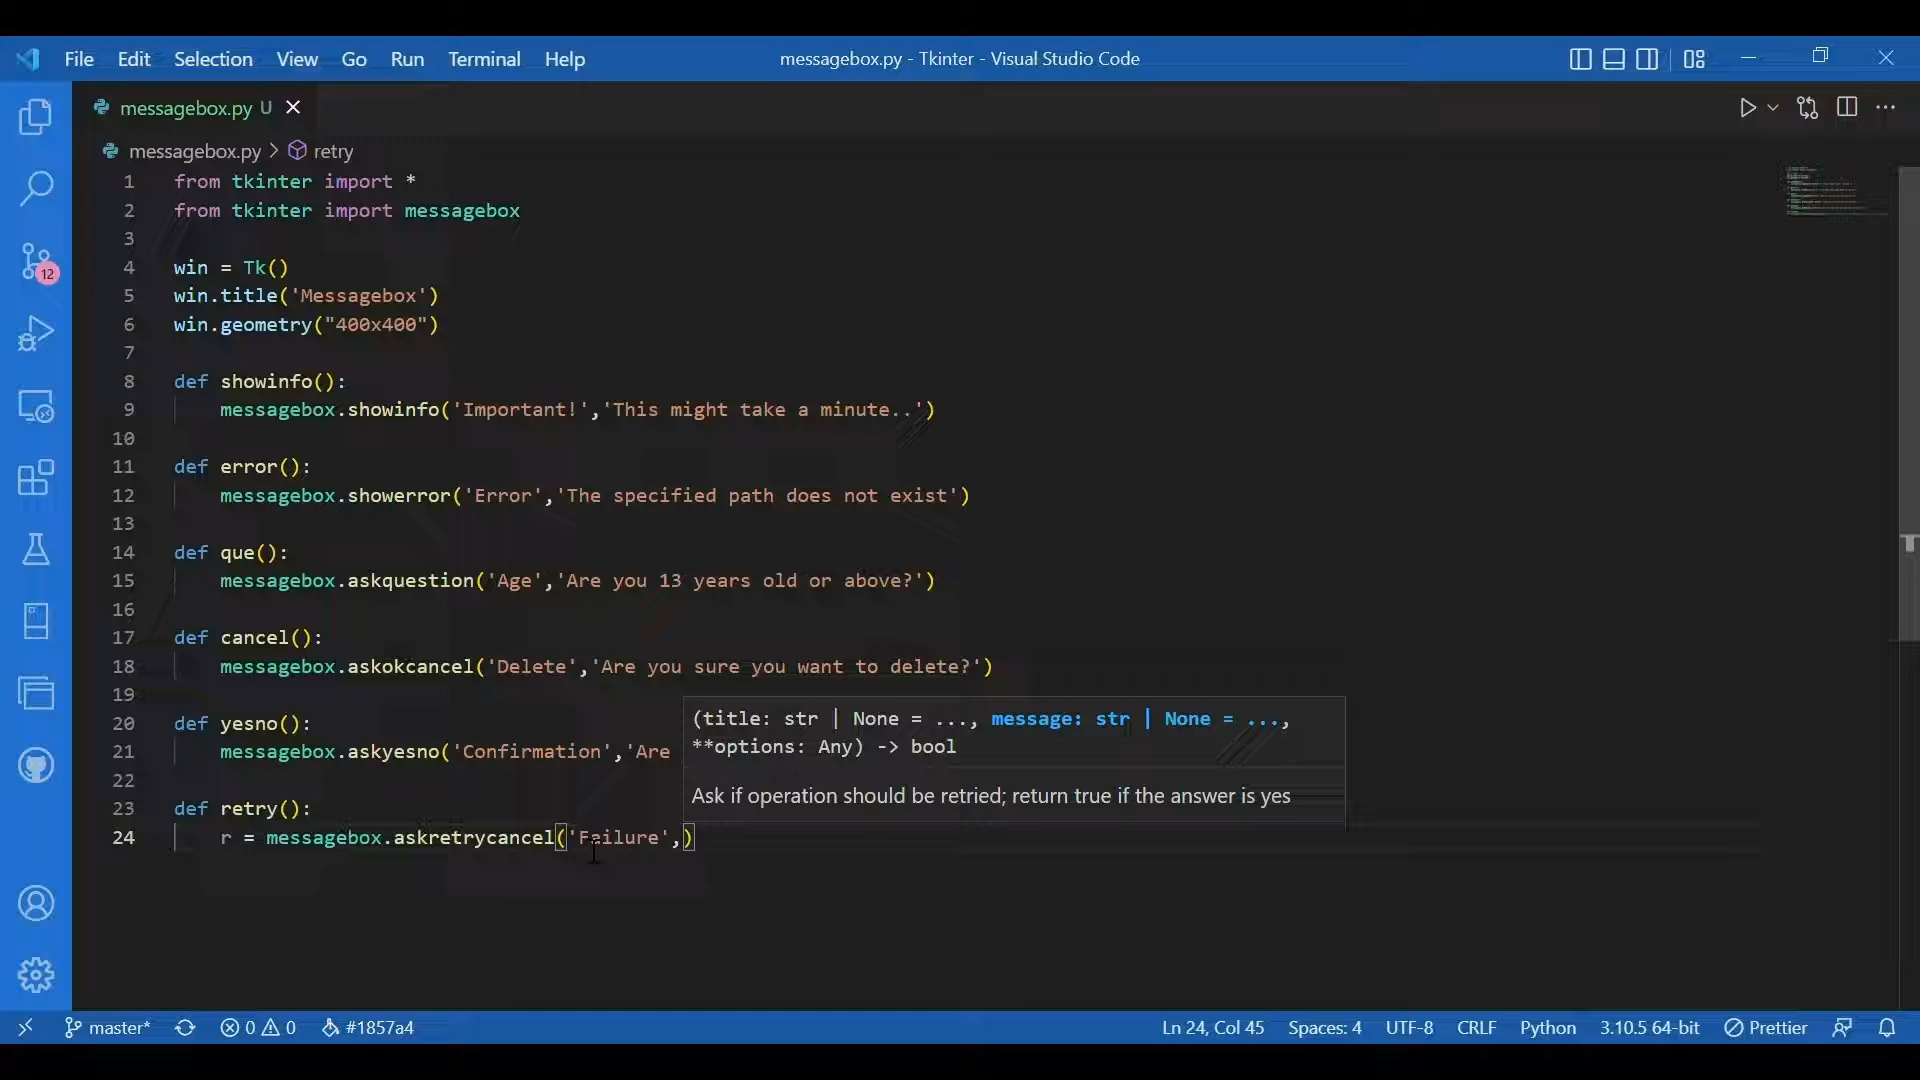 File Edit Selection View Go Run Terminal Help messagebox.py - Tkinter - Visual Studio Code
messagebox.py U
messagebox.py > retry
1 from tkinter import *
2 from tkinter import messagebox
3
4 win = Tk()
5 win.title('Messagebox')
6 win.geometry("400x400")
7
8 def showinfo():
9 messagebox.showinfo('Important!','This might take a minute..')
10
11 def error():
12 messagebox.showerror('Error','The specified path does not exist')
13
14 def que():
15 messagebox.askquestion('Age','Are you 13 years old or above?')
16
17 def cancel():
18 messagebox.askokcancel('Delete','Are you sure you want to delete?')
19
20 def yesno():
21 messagebox.askyesno('Confirmation','Are
22
23 def retry():
24 r = messagebox.askretrycancel('Failure',)
(title: str | None = ..., message: str | None = ...,
**options: Any) -> bool
Ask if operation should be retried; return true if the answer is yes
12
master* 0 0 #1857a4 Ln 24, Col 45 Spaces: 4 UTF-8 CRLF Python 3.10.5 64-bit Prettier